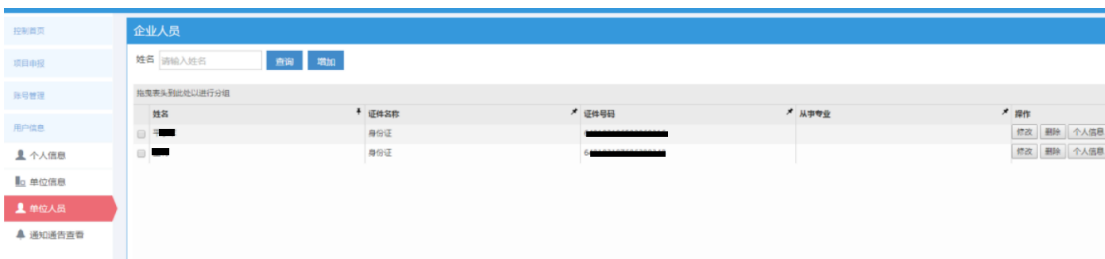 控制首页
项目申报
账号管理
用户信息
个人信息
单位信息
单位人员
通知通告查看
企业人员
姓名 请输入姓名 查询 增加
拖曳表头到此处以进行分组
姓名 证件名称 证件号码 从事专业 操作
身份证 修改 删除 个人信息
身份证 6 修改 删除 个人信息